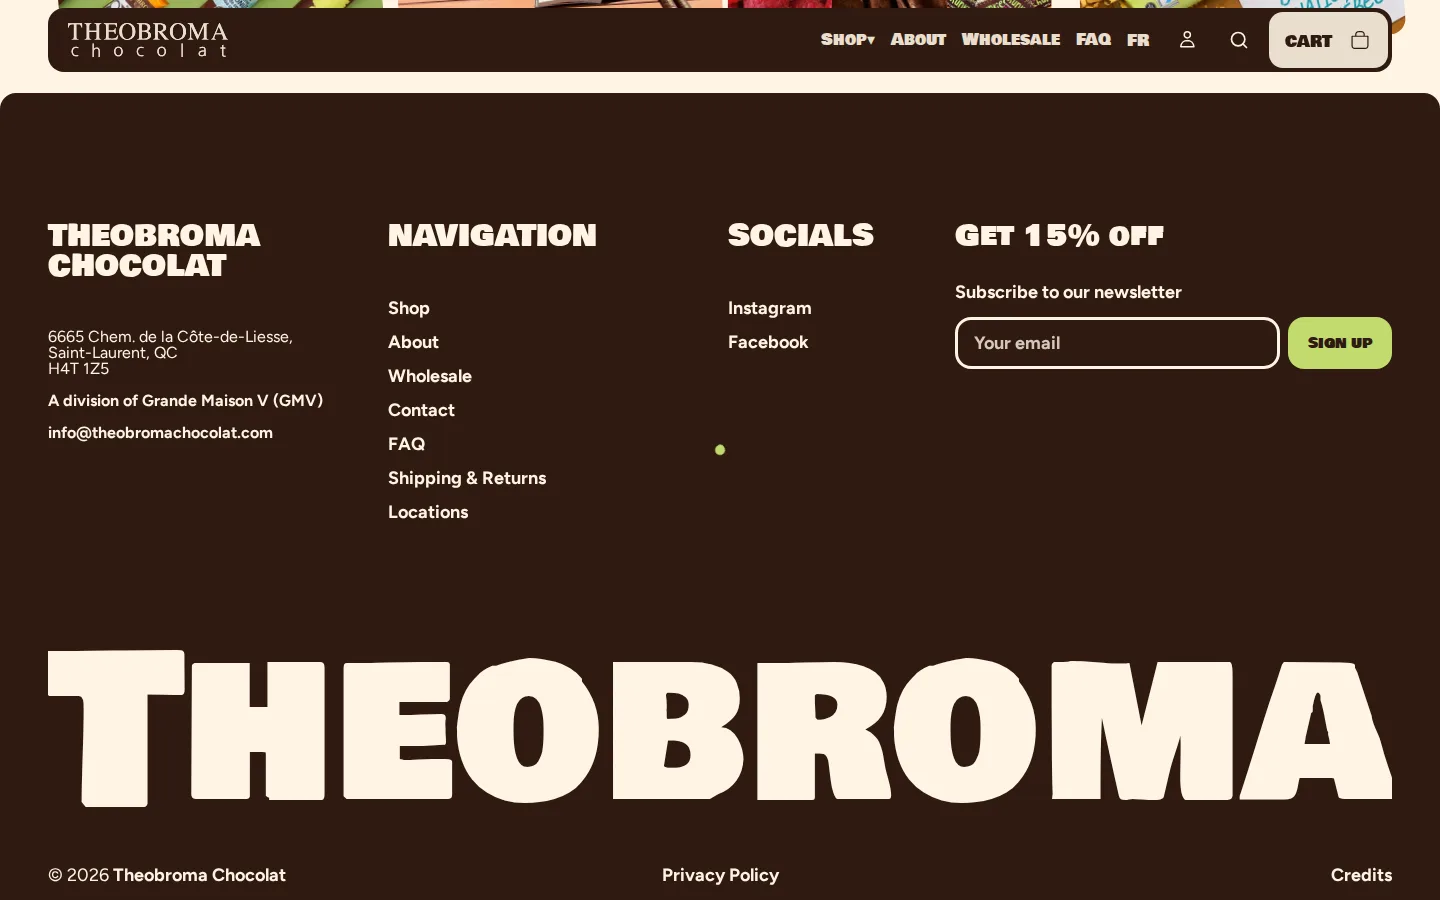 THEOBROMA
chocolat
SHOP▾ ABOUT WHOLESALE FAQ FR CART
THEOBROMA
CHOCOLAT
6665 Chem. de la Côte-de-Liesse,
Saint-Laurent, QC
H4T 1Z5
A division of Grande Maison V (GMV)
info@theobromachocolat.com
NAVIGATION
Shop
About
Wholesale
Contact
FAQ
Shipping & Returns
Locations
SOCIALS
Instagram
Facebook
GET 15% OFF
Subscribe to our newsletter
Your email
SIGN UP
THEOBROMA
© 2026 Theobroma Chocolat
Privacy Policy
Credits